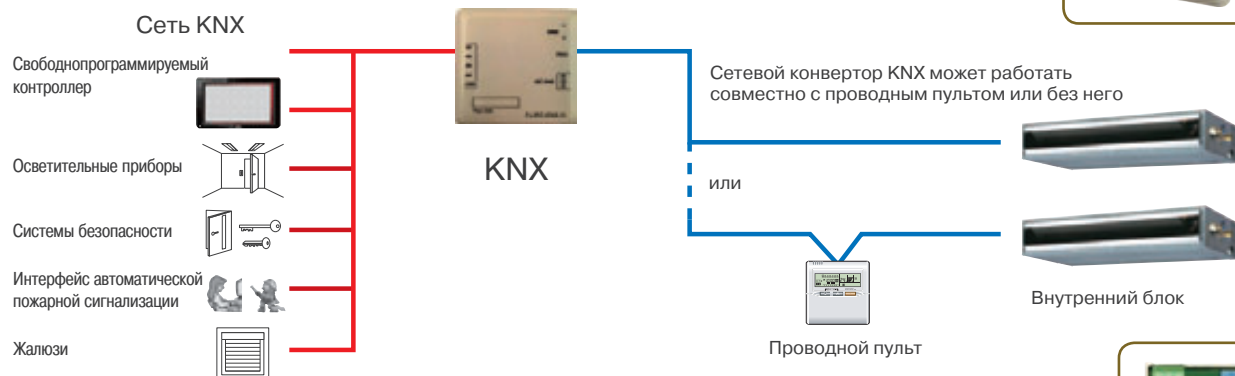 Сеть KNX
Свободнопрограммируемый
контроллер
Осветительные приборы
Системы безопасности
Интерфейс автоматической
пожарной сигнализации
Жалюзи
KNX
Сетевой конвертор KNX может работать
совместно с проводным пультом или без него
или
Проводной пульт
Внутренний блок